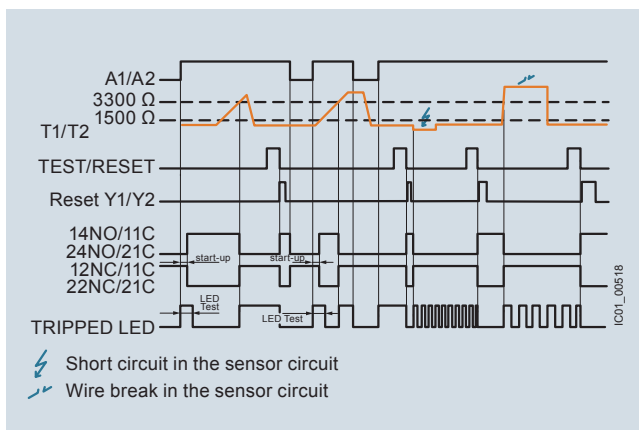 A1/A2
3300 Ω
1500 Ω
T1/T2
TEST/RESET
Reset Y1/Y2
14NO/11C
24NO/21C
start-up
start-up
12NC/11C
22NC/21C
LED
Test
LED Test
TRIPPED LED
IC01_00518
Short circuit in the sensor circuit
Wire break in the sensor circuit